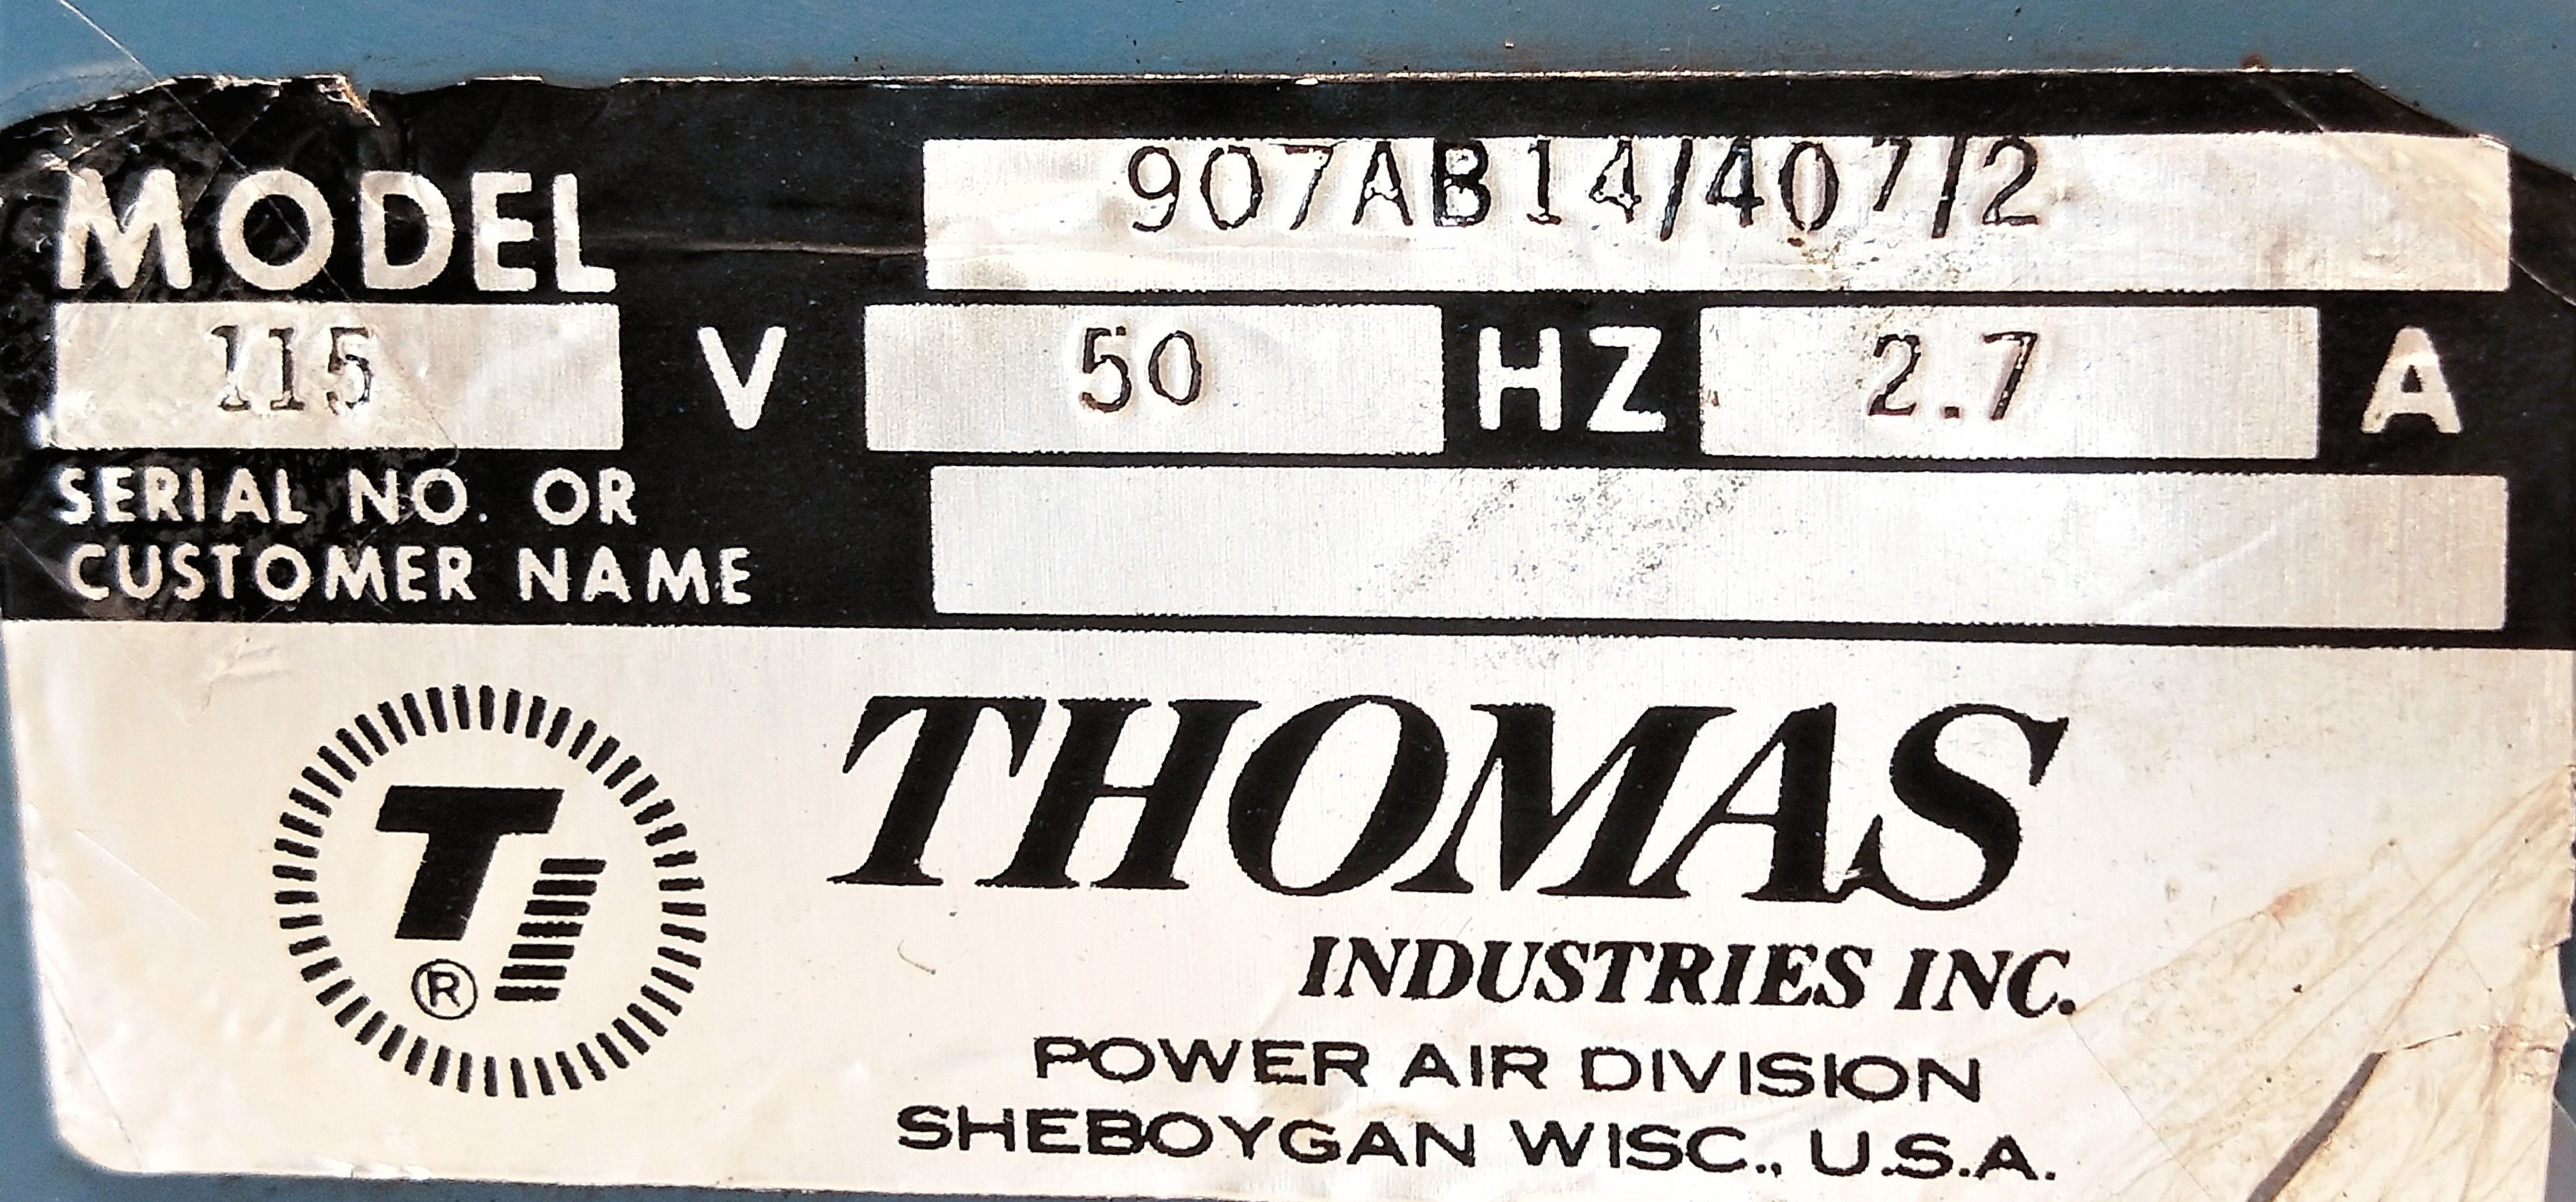 MODEL 907AB14/407/2
115 V 50 HZ 2.7 A
SERIAL NO. OR
CUSTOMER NAME
TI ®
THOMAS
INDUSTRIES INC.
POWER AIR DIVISION
SHEBOYGAN WISC., U.S.A.